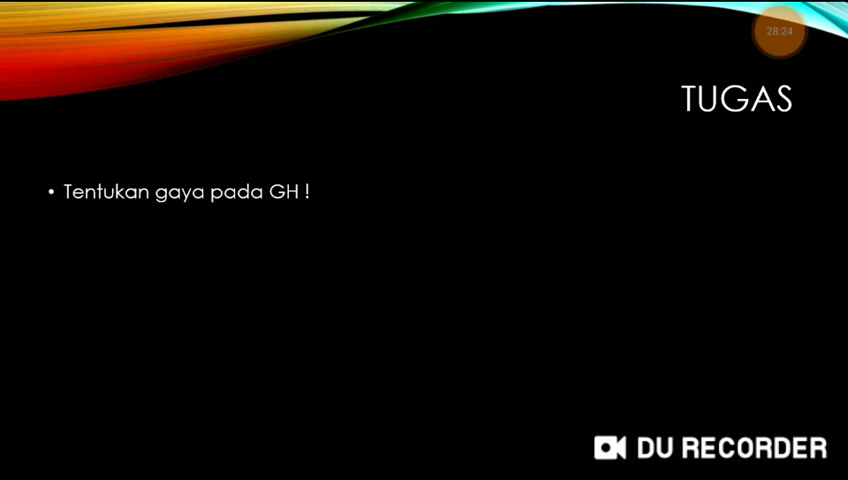 28:24
TUGAS
• Tentukan gaya pada GH !
DU RECORDER